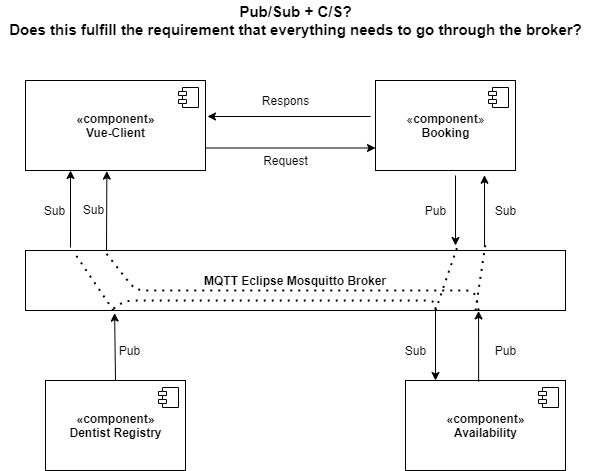 Pub/Sub + C/S?
Does this fulfill the requirement that everything needs to go through the broker?
«component»
Vue-Client
Respons
Request
«component»
Booking
Sub
Sub
Pub
Sub
MQTT Eclipse Mosquitto Broker
Pub
Sub
Pub
«component»
Dentist Registry
«component»
Availability